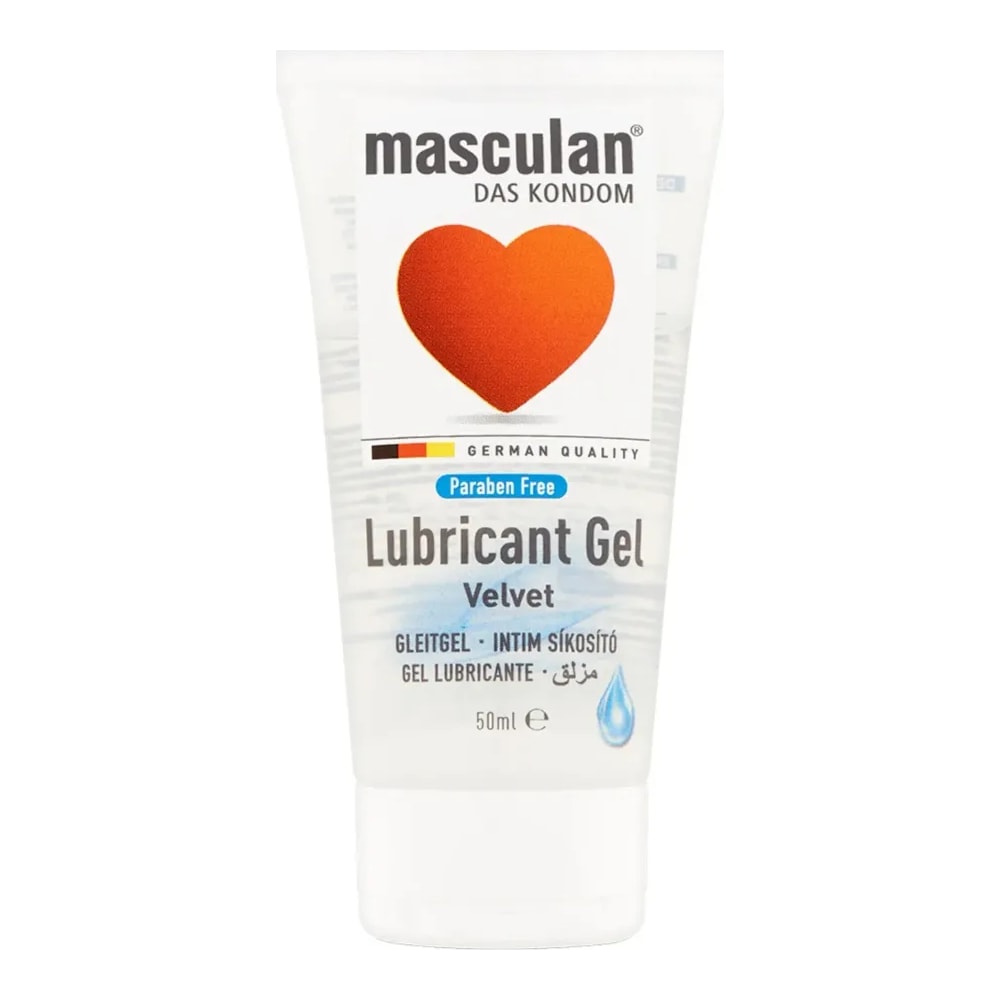 masculan®
DAS KONDOM
GERMAN QUALITY
Paraben Free
Lubricant Gel
Velvet
GLEITGEL · INTIM SÍKOSÍTÓ
GEL LUBRICANTE · مزلق
50ml ℮